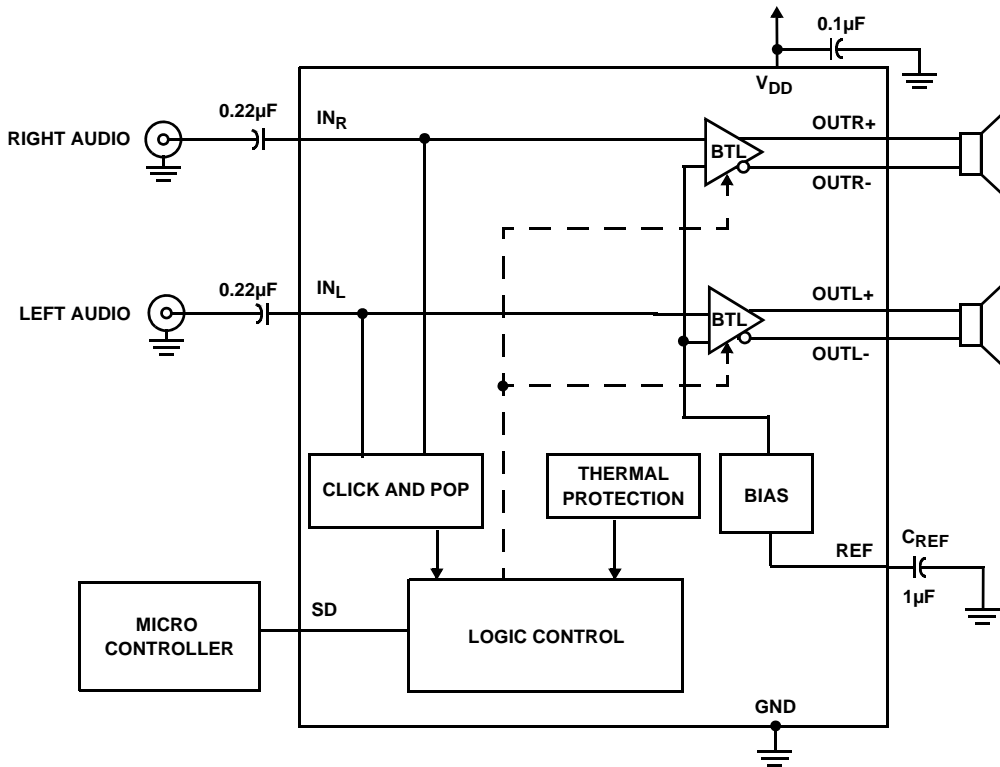 0.1µF
VDD
0.22µF
INR
RIGHT AUDIO
BTL
OUTR+
OUTR-
0.22µF
INL
LEFT AUDIO
BTL
OUTL+
OUTL-
CLICK AND POP
THERMAL
PROTECTION
BIAS
REF
CREF
1µF
MICRO
CONTROLLER
SD
LOGIC CONTROL
GND